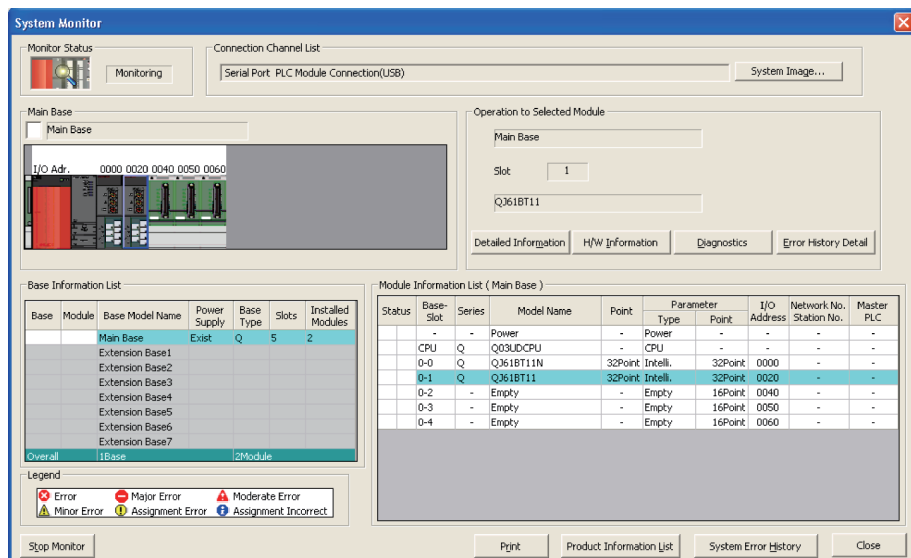 System Monitor
Monitor Status
Monitoring
Connection Channel List
Serial Port PLC Module Connection(USB)
System Image...
Main Base
Main Base
I/O Adr. 0000 0020 0040 0050 0060
Operation to Selected Module
Main Base
Slot 1
QJ61BT11
Detailed Information H/W Information Diagnostics Error History Detail
Base Information List
Base Module Base Model Name Power Supply Base Type Slots Installed Modules
Main Base Exist Q 5 2
Extension Base1
Extension Base2
Extension Base3
Extension Base4
Extension Base5
Extension Base6
Extension Base7
Overall 1Base 2Module
Legend
Error Major Error Moderate Error
Minor Error Assignment Error Assignment Incorrect
Module Information List ( Main Base )
Status Base-Slot Series Model Name Point Parameter Type Point I/O Address Network No. Station No. Master PLC
- - Power - Power - - - -
CPU Q Q03UDCPU - CPU - - - -
0-0 Q QJ61BT11N 32Point Intelli. 32Point 0000 - -
0-1 Q QJ61BT11 32Point Intelli. 32Point 0020 - -
0-2 - Empty - Empty 16Point 0040 - -
0-3 - Empty - Empty 16Point 0050 - -
0-4 - Empty - Empty 16Point 0060 - -
Stop Monitor Print Product Information List System Error History Close